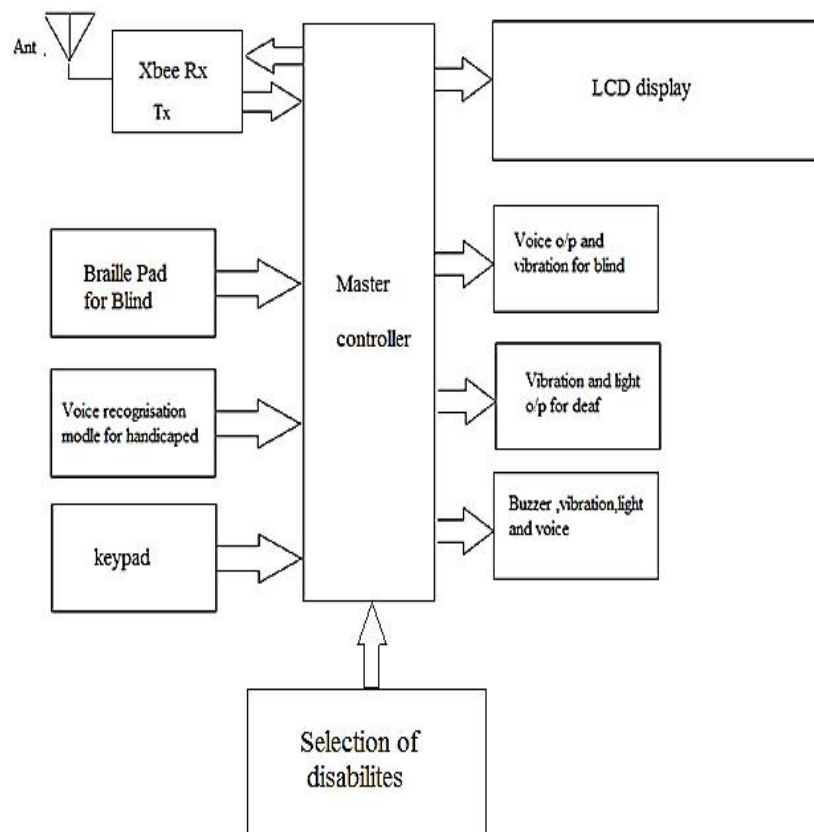 Ant .
Xbee Rx
Tx
LCD display
Braille Pad
for Blind
Voice o/p and
vibration for blind
Master
controller
Voice recognisation
modle for handicaped
Vibration and light
o/p for deaf
keypad
Buzzer ,vibration,light
and voice
Selection of
disabilites